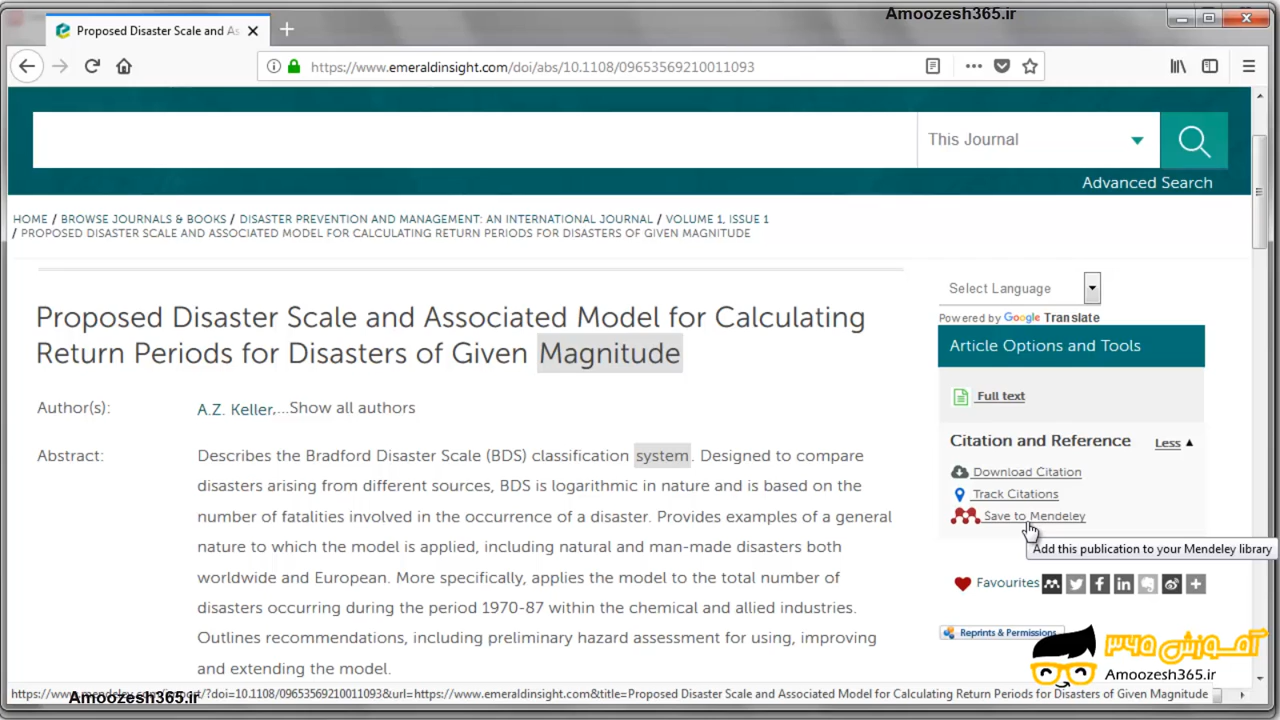 Amoozesh365.ir
Proposed Disaster Scale and As
https://www.emeraldinsight.com/doi/abs/10.1108/09653569210011093
This Journal
Advanced Search
HOME / BROWSE JOURNALS & BOOKS / DISASTER PREVENTION AND MANAGEMENT: AN INTERNATIONAL JOURNAL / VOLUME 1, ISSUE 1
/ PROPOSED DISASTER SCALE AND ASSOCIATED MODEL FOR CALCULATING RETURN PERIODS FOR DISASTERS OF GIVEN MAGNITUDE
Proposed Disaster Scale and Associated Model for Calculating
Return Periods for Disasters of Given Magnitude
Author(s):
A.Z. Keller,...Show all authors
Abstract:
Describes the Bradford Disaster Scale (BDS) classification system. Designed to compare
disasters arising from different sources, BDS is logarithmic in nature and is based on the
number of fatalities involved in the occurrence of a disaster. Provides examples of a general
nature to which the model is applied, including natural and man-made disasters both
worldwide and European. More specifically, applies the model to the total number of
disasters occurring during the period 1970-87 within the chemical and allied industries.
Outlines recommendations, including preliminary hazard assessment for using, improving
and extending the model.
Select Language
Powered by Google Translate
Article Options and Tools
Full text
Citation and Reference
Less
Download Citation
Track Citations
Save to Mendeley
Add this publication to your Mendeley library
Favourites
Reprints & Permissions
آموزش ۳۶۵
Amoozesh365.ir
/?doi=10.1108/09653569210011093&url=https://www.emeraldinsight.com&title=Proposed Disaster Scale and Associated Model for Calculating Return Periods for Disasters of Given Magnitude
Amoozesh365.ir